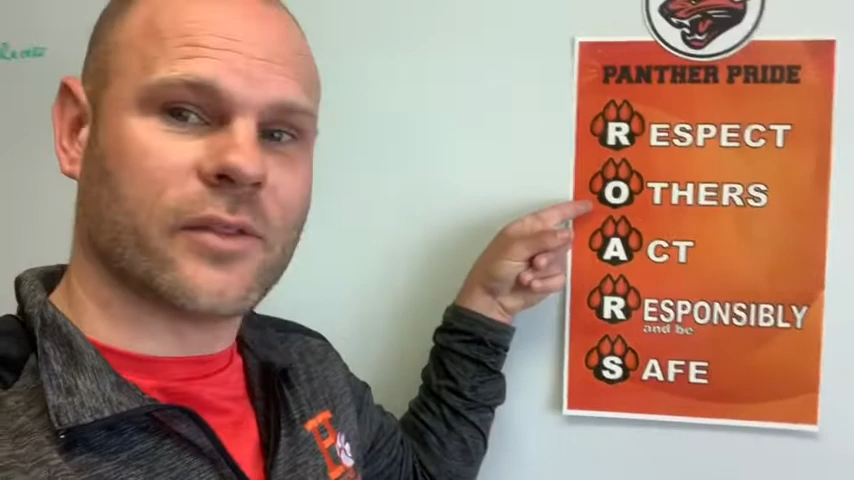 PANTHER PRIDE
RESPECT
OTHERS
ACT
RESPONSIBLY
and be
SAFE